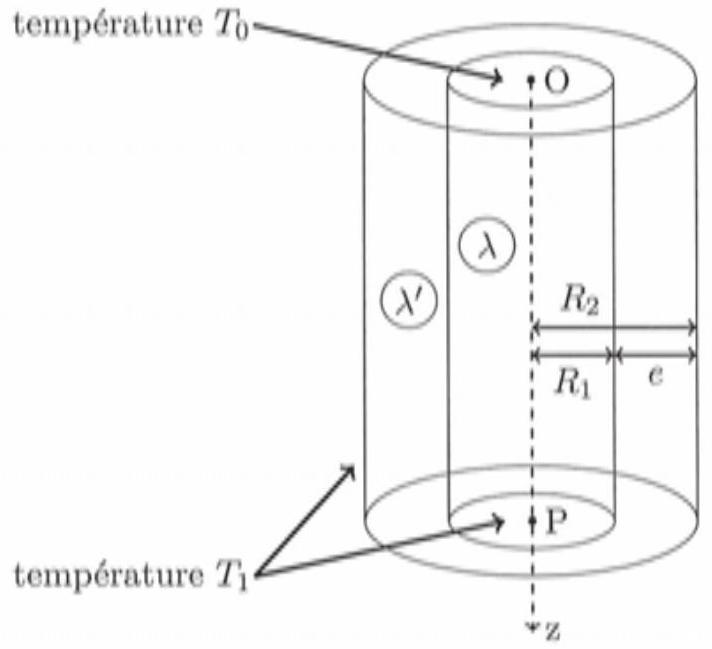 température T₀
O
λ
λ′
R₂
R₁
e
P
température T₁
z